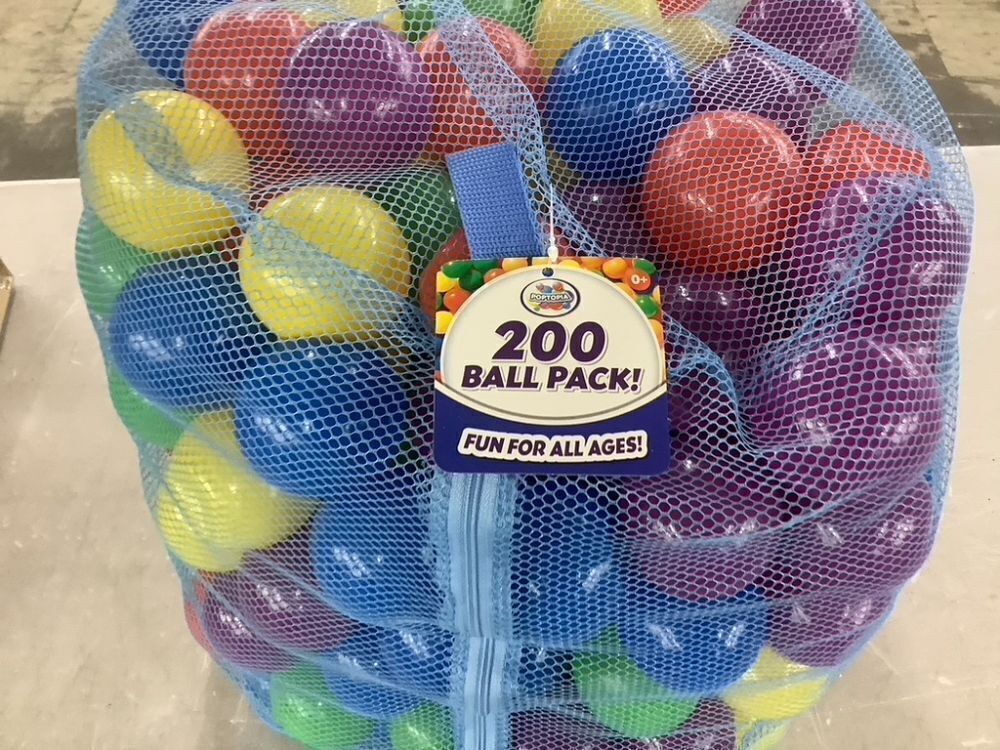 0+
POPTOPIA
200
BALL PACK!
FUN FOR ALL AGES!